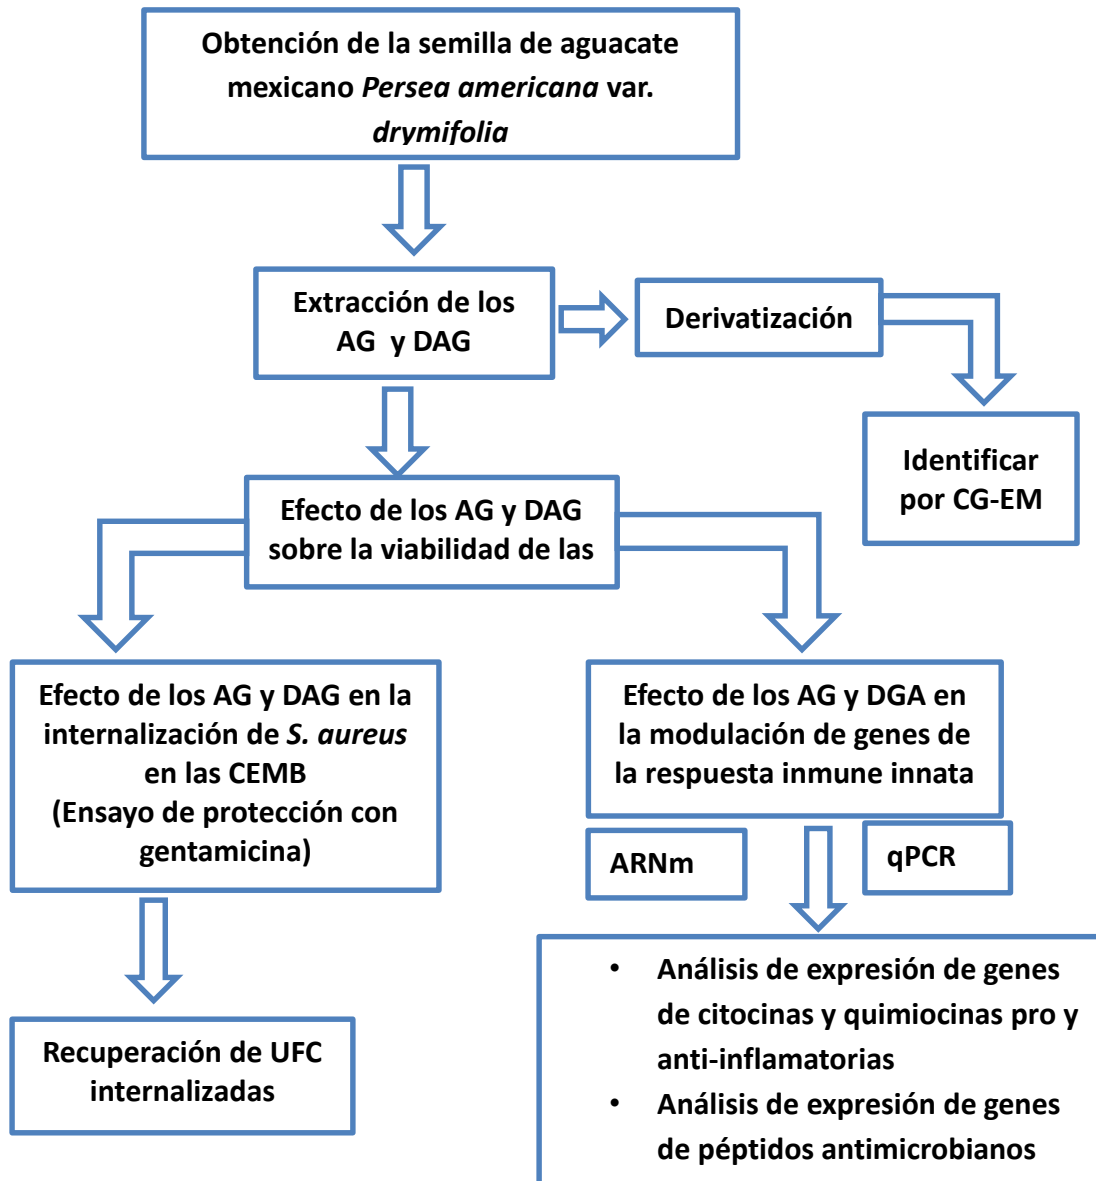 Obtención de la semilla de aguacate
mexicano Persea americana var.
drymifolia
Extracción de los
AG y DAG
Derivatización
Identificar
por CG-EM
Efecto de los AG y DAG
sobre la viabilidad de las
Efecto de los AG y DAG en la
internalización de S. aureus
en las CEMB
(Ensayo de protección con
gentamicina)
Efecto de los AG y DGA en
la modulación de genes de
la respuesta inmune innata
ARNm
qPCR
Recuperación de UFC
internalizadas
• Análisis de expresión de genes
de citocinas y quimiocinas pro y
anti-inflamatorias
• Análisis de expresión de genes
de péptidos antimicrobianos